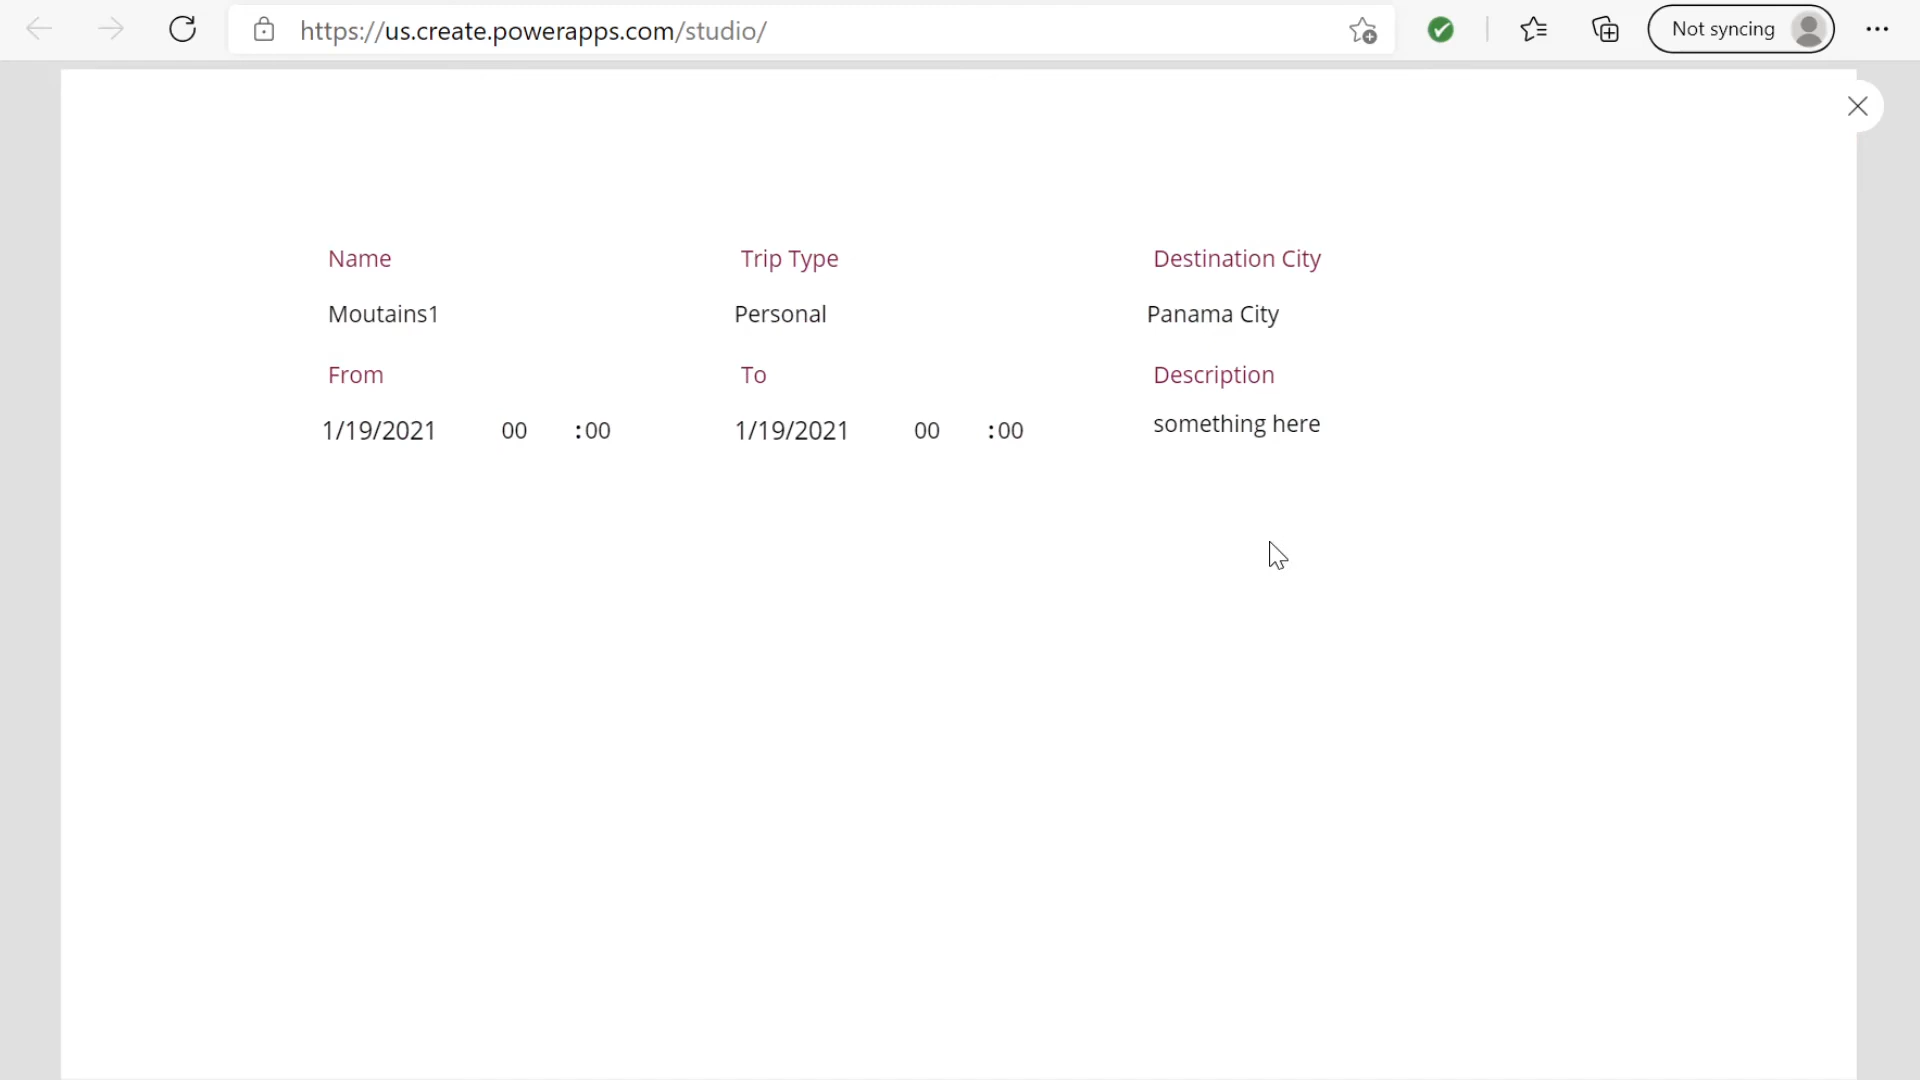 https://us.create.powerapps.com/studio/
Not syncing
Name Trip Type Destination City
Moutains1 Personal Panama City
From To Description
1/19/2021 00 :00 1/19/2021 00 :00 something here